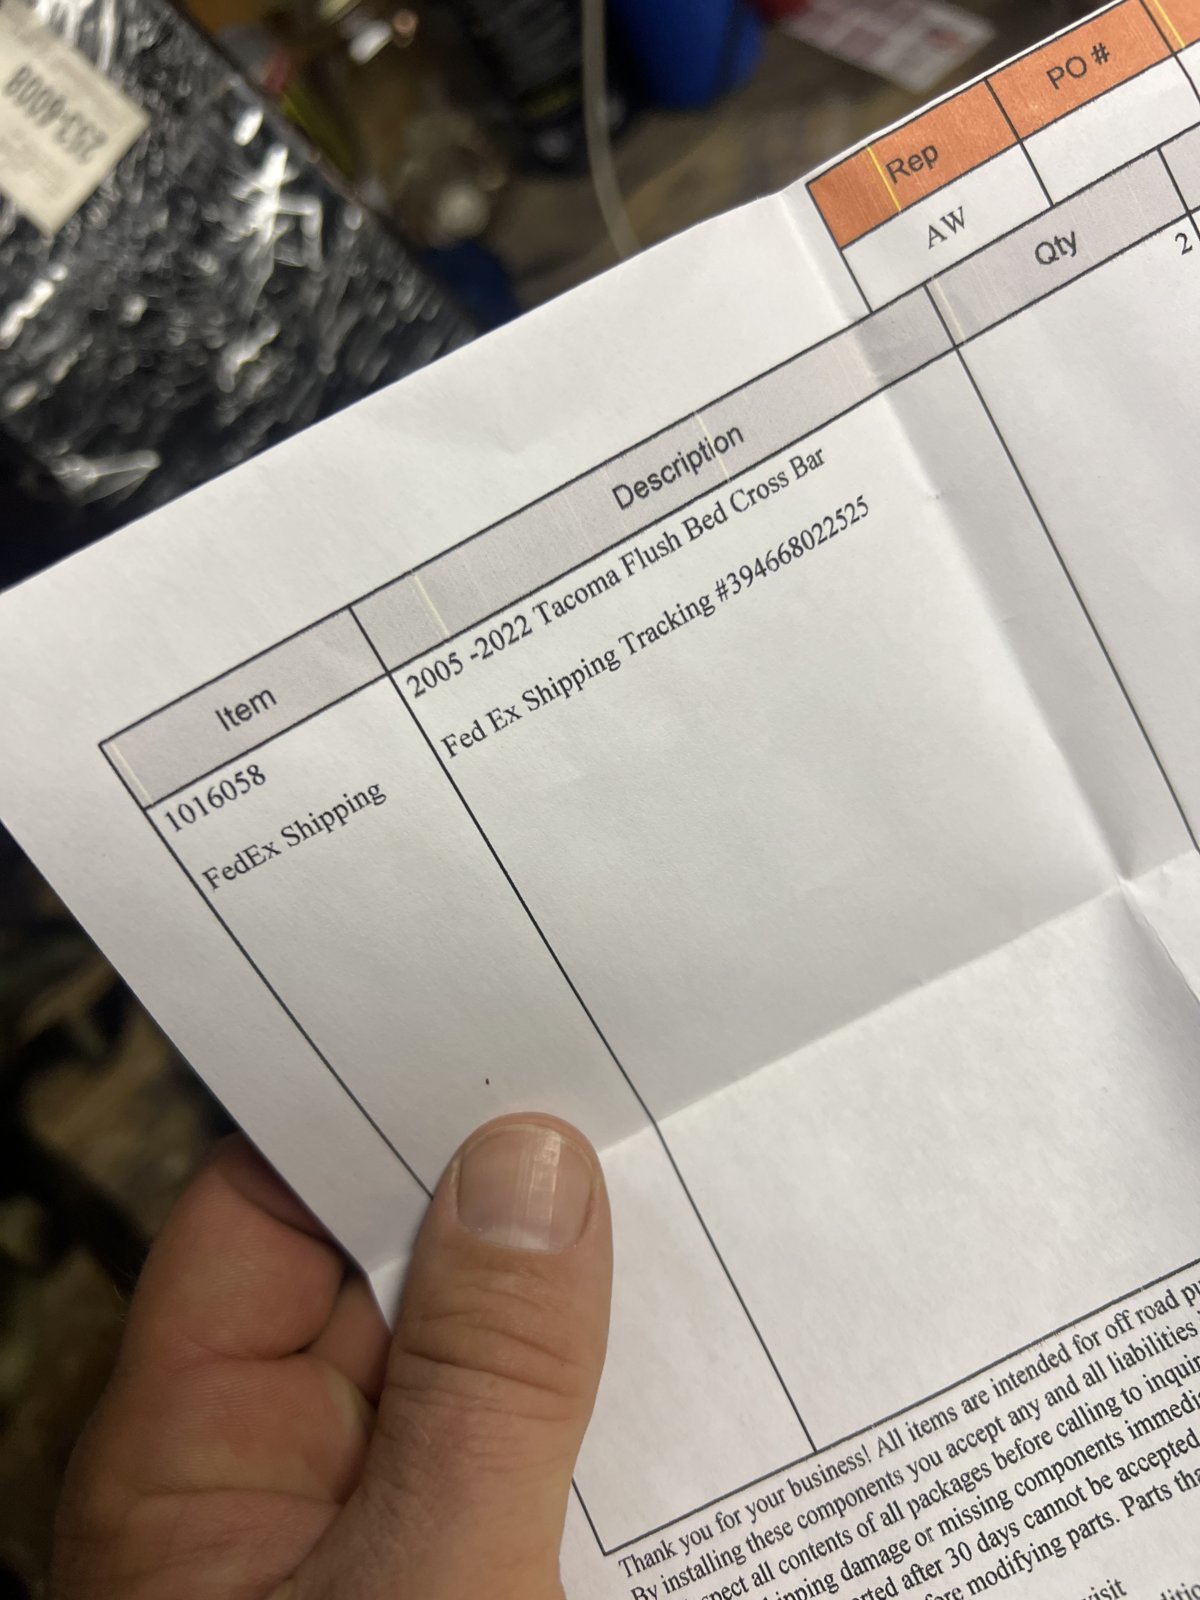 233-4008
Rep
PO #
AW
Item
Description
Qty
1016058
2005 -2022 Tacoma Flush Bed Cross Bar
2
FedEx Shipping
Fed Ex Shipping Tracking #394668022525
Thank you for your business! All items are intended for off road
By installing these components you accept any and all liabilities
contents of all packages before calling to
damage or missing components
after 30 days cannot be accepted
modifying parts. Parts
visit